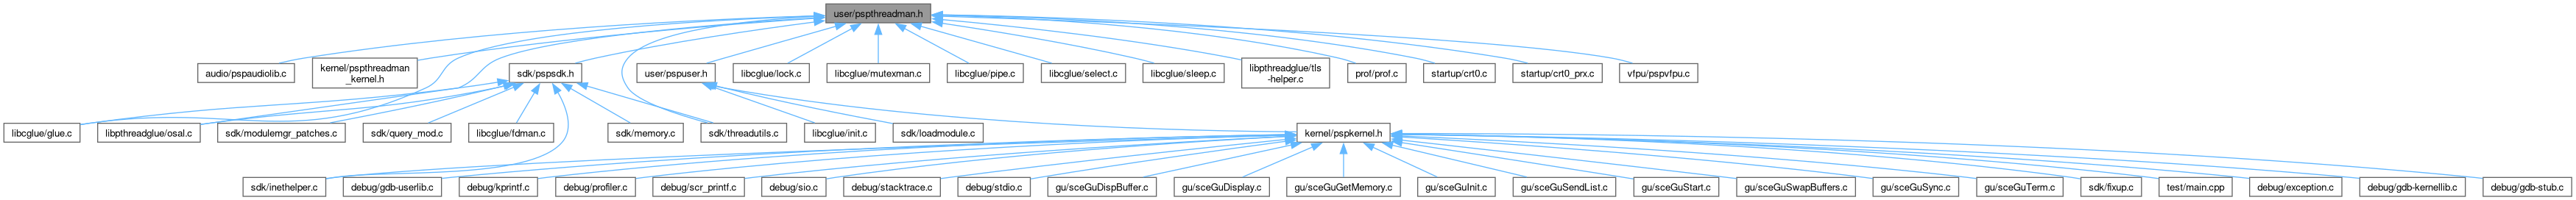 user/pspthreadman.h
audio/pspaudiolib.c
kernel/pspthreadman
_kernel.h
sdk/pspsdk.h
user/pspuser.h
libcglue/lock.c
libcglue/mutexman.c
libcglue/pipe.c
libcglue/select.c
libcglue/sleep.c
libpthreadglue/tls
-helper.c
prof/prof.c
startup/crt0.c
startup/crt0_prx.c
vfpu/pspvfpu.c
libcglue/glue.c
libpthreadglue/osal.c
sdk/modulemgr_patches.c
sdk/query_mod.c
libcglue/fdman.c
sdk/memory.c
sdk/threadutils.c
libcglue/init.c
sdk/loadmodule.c
kernel/pspkernel.h
sdk/inethelper.c
debug/gdb-userlib.c
debug/kprintf.c
debug/profiler.c
debug/scr_printf.c
debug/sio.c
debug/stacktrace.c
debug/stdio.c
gu/sceGuDispBuffer.c
gu/sceGuDisplay.c
gu/sceGuGetMemory.c
gu/sceGuInit.c
gu/sceGuSendList.c
gu/sceGuStart.c
gu/sceGuSwapBuffers.c
gu/sceGuSync.c
gu/sceGuTerm.c
sdk/fixup.c
test/main.cpp
debug/exception.c
debug/gdb-kernellib.c
debug/gdb-stub.c